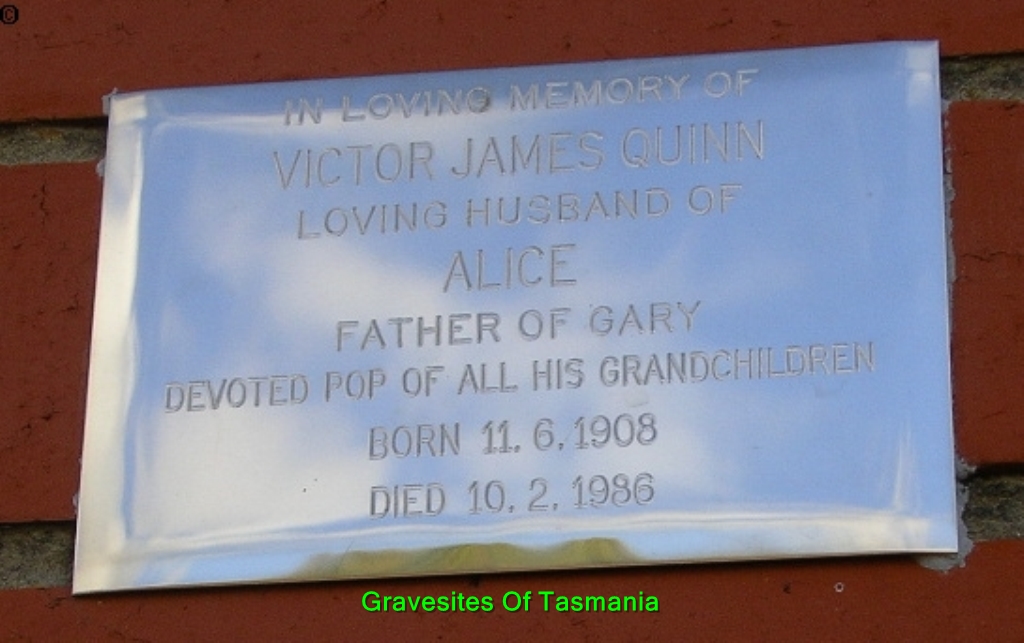 ©
IN LOVING MEMORY OF
VICTOR JAMES QUINN
LOVING HUSBAND OF
ALICE
FATHER OF GARY
DEVOTED POP OF ALL HIS GRANDCHILDREN
BORN 11. 6. 1908
DIED 10. 2. 1986
Gravesites Of Tasmania